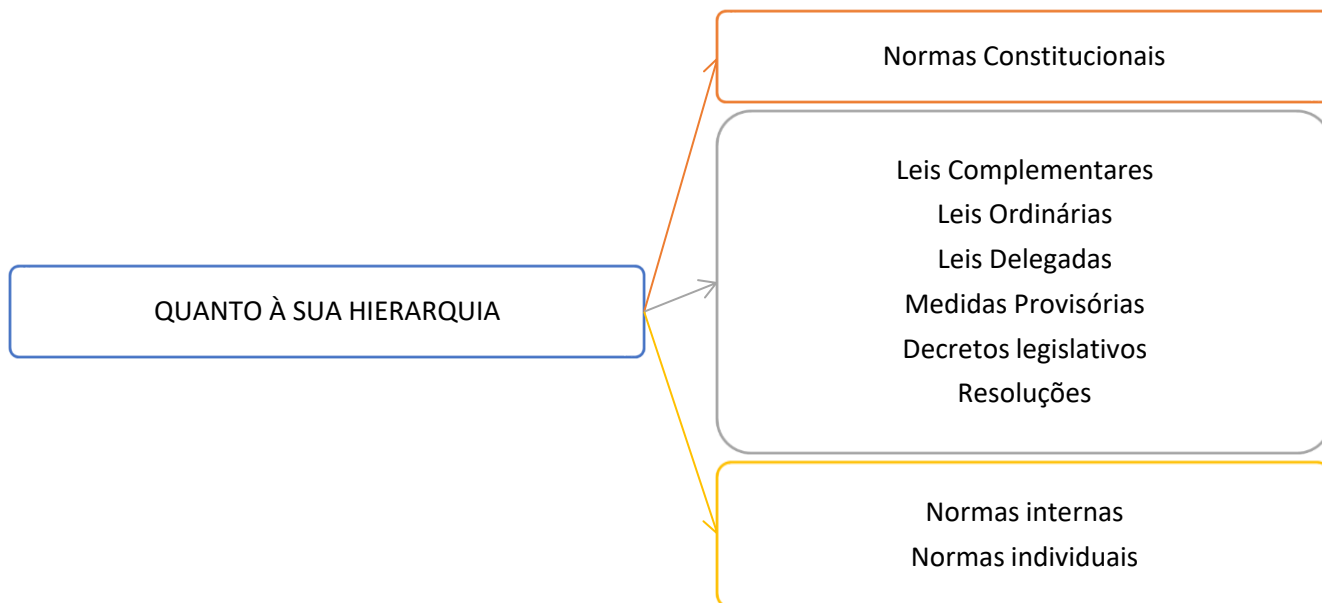 Normas Constitucionais
Leis Complementares
Leis Ordinárias
Leis Delegadas
QUANTO À SUA HIERARQUIA
Medidas Provisórias
Decretos legislativos
Resoluções
Normas internas
Normas individuais